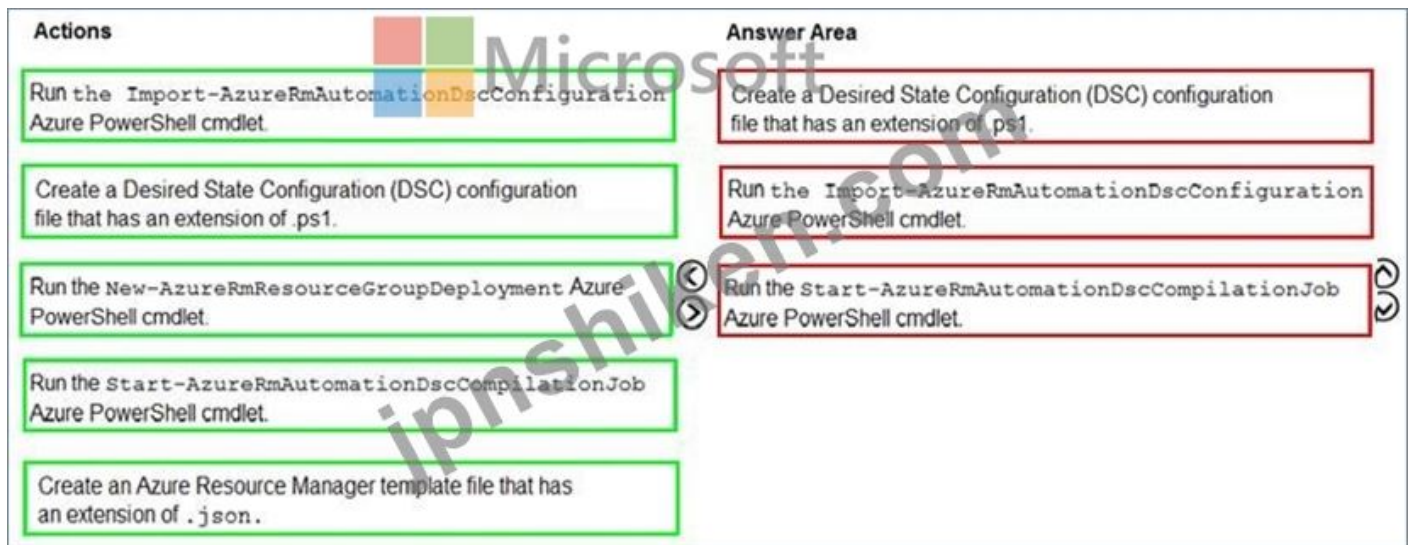 Actions
Run the Import-AzureRmAutomationDscConfiguration
Azure PowerShell cmdlet.
Create a Desired State Configuration (DSC) configuration
file that has an extension of .ps1.
Run the New-AzureRmResourceGroupDeployment Azure
PowerShell cmdlet.
Run the Start-AzureRmAutomationDscCompilationJob
Azure PowerShell cmdlet.
Create an Azure Resource Manager template file that has
an extension of .json.
Answer Area
Create a Desired State Configuration (DSC) configuration
file that has an extension of .ps1.
Run the Import-AzureRmAutomationDscConfiguration
Azure PowerShell cmdlet.
Run the Start-AzureRmAutomationDscCompilationJob
Azure PowerShell cmdlet.
Microsoft
jpnshiken.com